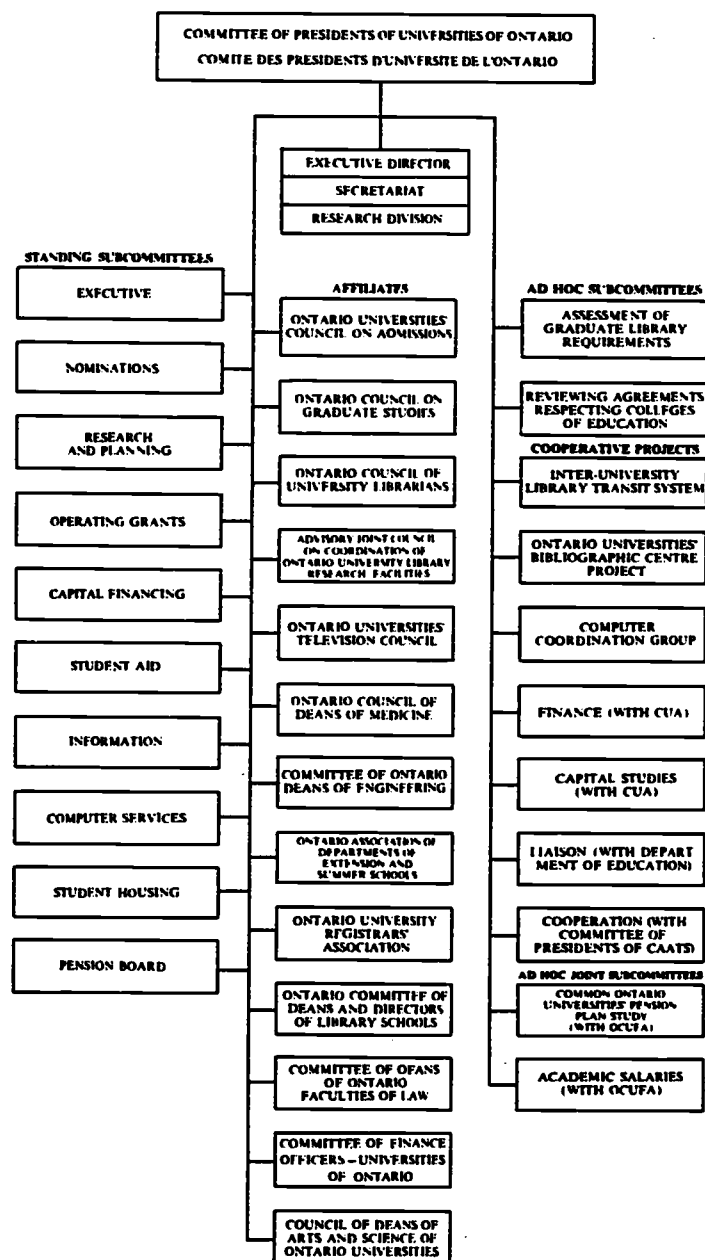 COMMITTEE OF PRESIDENTS OF UNIVERSITIES OF ONTARIO
COMITE DES PRESIDENTS D'UNIVERSITE DE L'ONTARIO
EXECUTIVE DIRECTOR
SECRETARIAT
RESEARCH DIVISION
STANDING SUBCOMMITTEES
EXECUTIVE
NOMINATIONS
RESEARCH
AND PLANNING
OPERATING GRANTS
CAPITAL FINANCING
STUDENT AID
INFORMATION
COMPUTER SERVICES
STUDENT HOUSING
PENSION BOARD
AFFILIATES
ONTARIO UNIVERSITIES'
COUNCIL ON ADMISSIONS
ONTARIO COUNCIL ON
GRADUATE STUDIES
ONTARIO COUNCIL OF
UNIVERSITY LIBRARIANS
ADVISORY JOINT COUNCIL
ON COORDINATION OF
ONTARIO UNIVERSITY LIBRARY
RESEARCH FACILITIES
ONTARIO UNIVERSITIES'
TELEVISION COUNCIL
ONTARIO COUNCIL OF
DEANS OF MEDICINE
COMMITTEE OF ONTARIO
DEANS OF ENGINEERING
ONTARIO ASSOCIATION OF
DEPARTMENTS OF
EXTENSION AND
SUMMER SCHOOLS
ONTARIO UNIVERSITY
REGISTRARS'
ASSOCIATION
ONTARIO COMMITTEE OF
DEANS AND DIRECTORS
OF LIBRARY SCHOOLS
COMMITTEE OF DEANS
OF ONTARIO
FACULTIES OF LAW
COMMITTEE OF FINANCE
OFFICERS – UNIVERSITIES
OF ONTARIO
COUNCIL OF DEANS OF
ARTS AND SCIENCE OF
ONTARIO UNIVERSITIES
AD HOC SUBCOMMITTEES
ASSESSMENT OF
GRADUATE LIBRARY
REQUIREMENTS
REVIEWING AGREEMENTS
RESPECTING COLLEGES
OF EDUCATION
COOPERATIVE PROJECTS
INTER-UNIVERSITY
LIBRARY TRANSIT SYSTEM
ONTARIO UNIVERSITIES'
BIBLIOGRAPHIC CENTRE
PROJECT
COMPUTER
COORDINATION GROUP
FINANCE (WITH CUA)
CAPITAL STUDIES
(WITH CUA)
LIAISON (WITH DEPART
MENT OF EDUCATION)
COOPERATION (WITH
COMMITTEE OF
PRESIDENTS OF CAATS)
AD HOC JOINT SUBCOMMITTEES
COMMON ONTARIO
UNIVERSITIES' PENSION
PLAN STUDY
(WITH OCUFA)
ACADEMIC SALARIES
(WITH OCUFA)